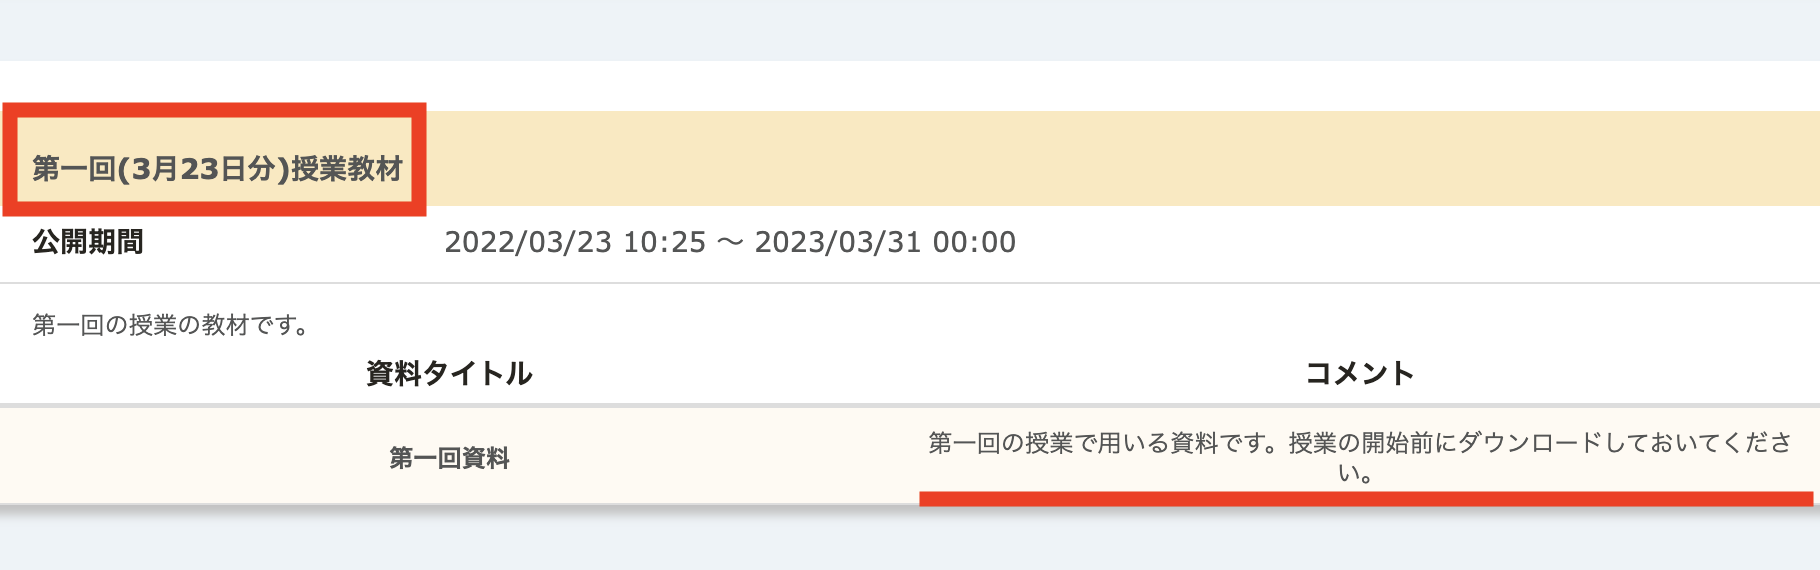 第一回(3月23日分)授業教材
公開期間 2022/03/23 10:25 〜 2023/03/31 00:00
第一回の授業の教材です。
資料タイトル コメント
第一回資料 第一回の授業で用いる資料です。授業の開始前にダウンロードしておいてくださ
い。